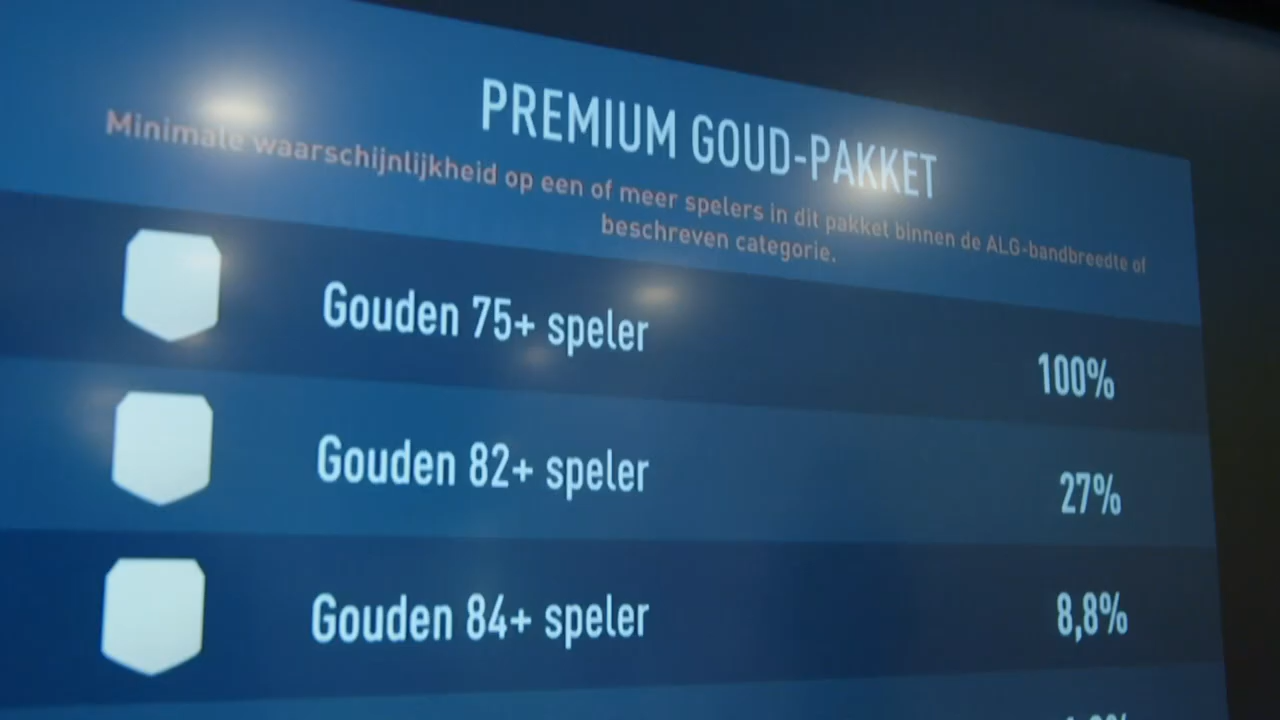 PREMIUM GOUD-PAKKET
Minimale waarschijnlijkheid op een of meer spelers in dit pakket binnen de ALG-bandbreedte of
beschreven categorie.
Gouden 75+ speler
100%
Gouden 82+ speler
27%
Gouden 84+ speler
8,8%